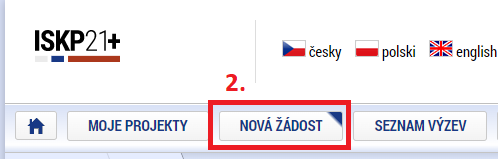 ISKP21+
česky polski english
2.
MOJE PROJEKTY NOVÁ ŽÁDOST SEZNAM VÝZEV